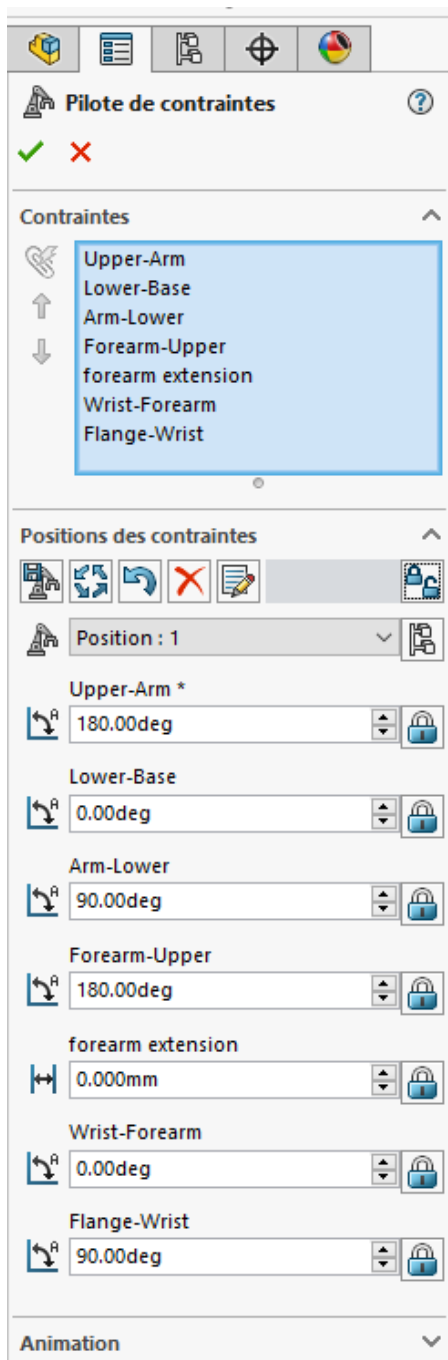 Pilote de contraintes
Contraintes
Upper-Arm
Lower-Base
Arm-Lower
Forearm-Upper
forearm extension
Wrist-Forearm
Flange-Wrist
Positions des contraintes
Position : 1
Upper-Arm *
180.00deg
Lower-Base
0.00deg
Arm-Lower
90.00deg
Forearm-Upper
180.00deg
forearm extension
0.000mm
Wrist-Forearm
0.00deg
Flange-Wrist
90.00deg
Animation